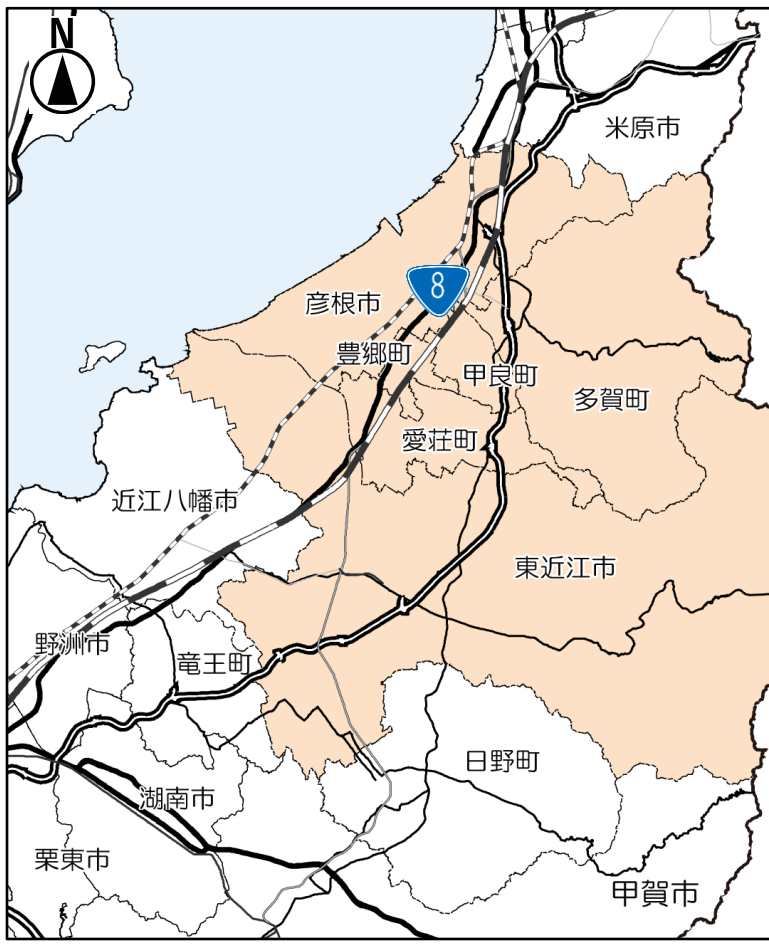 N
米原市
8
彦根市
豊郷町
甲良町
多賀町
愛荘町
近江八幡市
東近江市
野洲市
竜王町
日野町
湖南市
栗東市
甲賀市